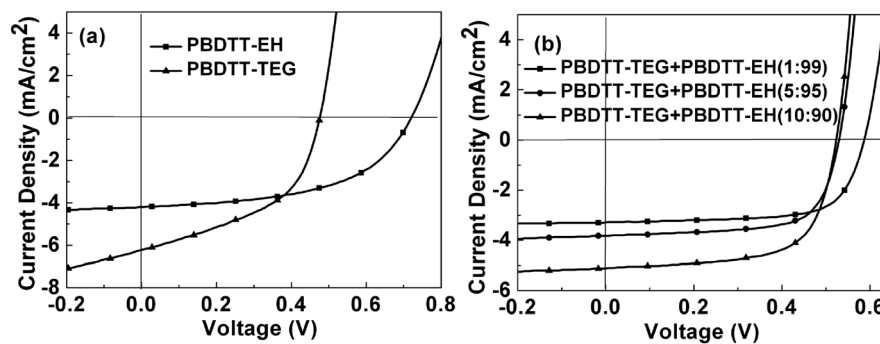 (a)
PBDTT-EH
PBDTT-TEG
Current Density (mA/cm²)
4
2
0
-2
-4
-6
-8
-0.2 0.0 0.2 0.4 0.6 0.8
Voltage (V)
(b)
PBDTT-TEG+PBDTT-EH(1:99)
PBDTT-TEG+PBDTT-EH(5:95)
PBDTT-TEG+PBDTT-EH(10:90)
Current Density (mA/cm²)
4
2
0
-2
-4
-6
-0.2 0.0 0.2 0.4 0.6
Voltage (V)